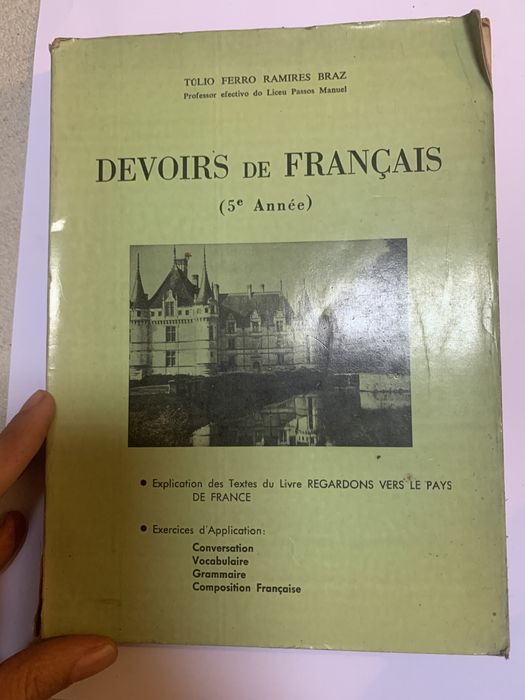 TÚLIO FERRO RAMIRES BRAZ
Professor efectivo do Liceu Passos Manuel
DEVOIRS DE FRANÇAIS
(5e Année)
• Explication des Textes du Livre REGARDONS VERS LE PAYS
DE FRANCE
• Exercices d'Application:
Conversation
Vocabulaire
Grammaire
Composition Française